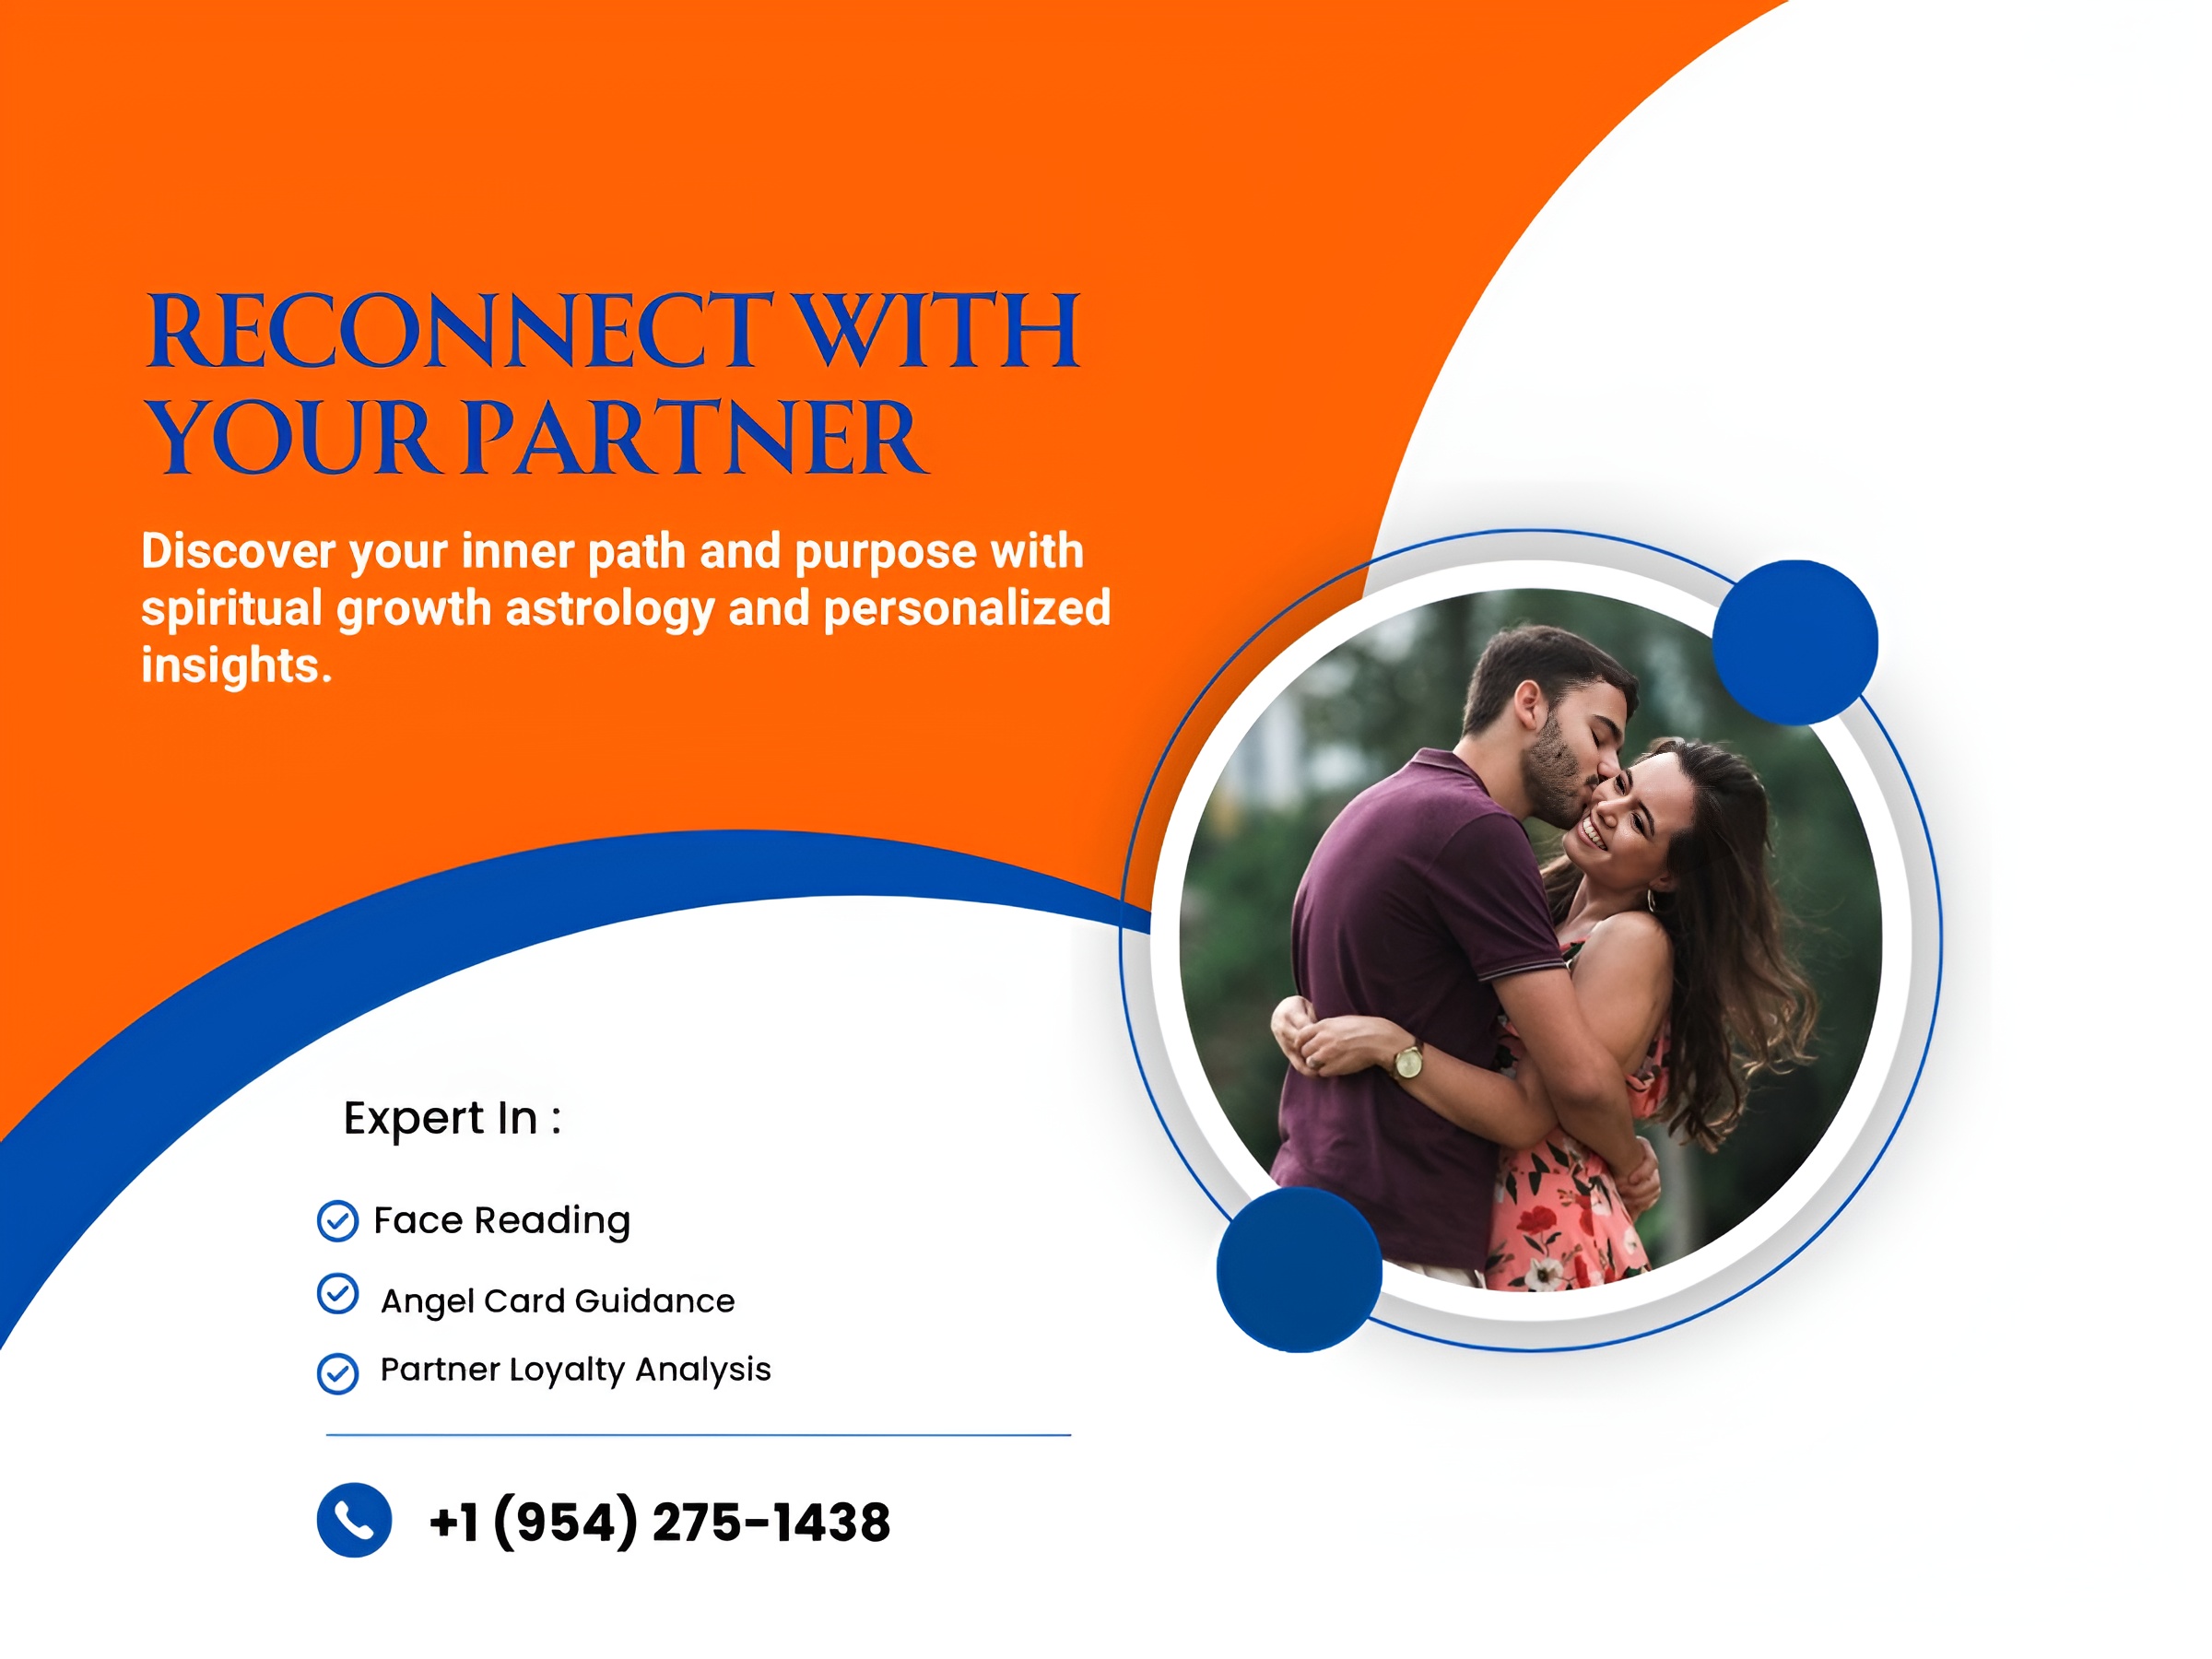 RECONNECT WITH
YOUR PARTNER
Discover your inner path and purpose with
spiritual growth astrology and personalized
insights.
Expert In :
Face Reading
Angel Card Guidance
Partner Loyalty Analysis
+1 (954) 275-1438